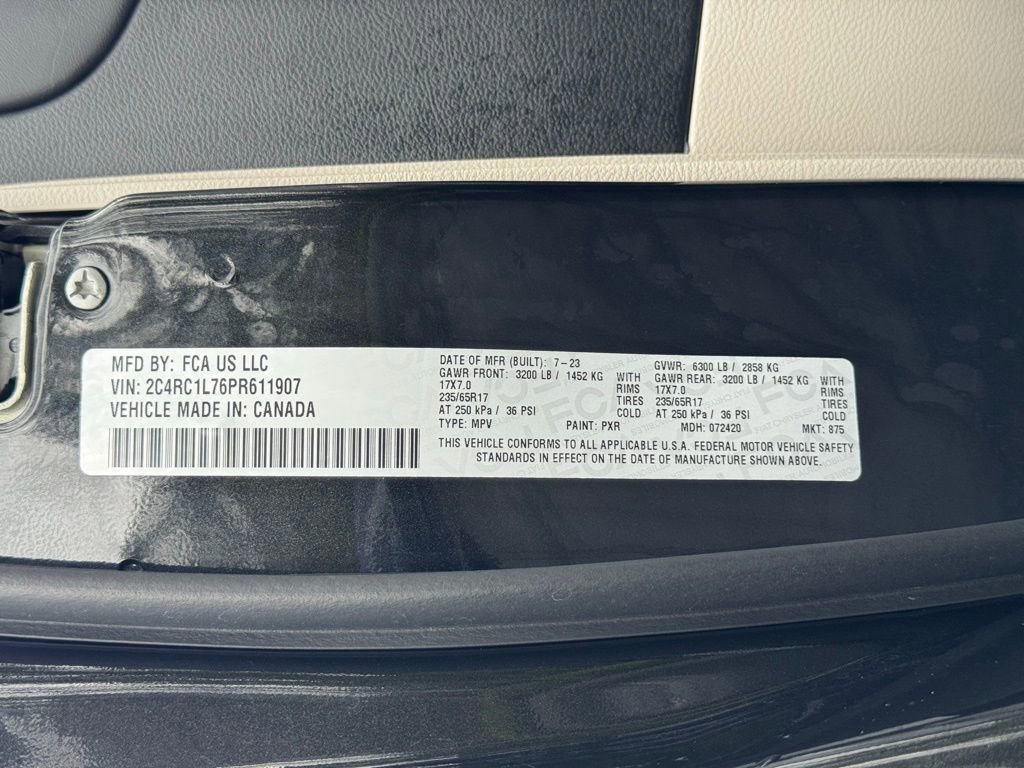 MFD BY: FCA US LLC
VIN: 2C4RC1L76PR611907
VEHICLE MADE IN: CANADA
DATE OF MFR (BUILT): 7-23
GAWR FRONT: 3200 LB / 1452 KG
17X7.0
WITH
RIMS
235/65R17
TIRES
AT 250 kPa / 36 PSI
COLD
TYPE: MPV
PAINT: PXR
GVWR: 6300 LB / 2858 KG
GAWR REAR: 3200 LB / 1452 KG
17X7.0
WITH
RIMS
235/65R17
TIRES
AT 250 kPa / 36 PSI
COLD
MDH: 072420
MKT: 875
THIS VEHICLE CONFORMS TO ALL APPLICABLE U.S.A. FEDERAL MOTOR VEHICLE SAFETY
STANDARDS IN EFFECT ON THE DATE OF MANUFACTURE SHOWN ABOVE.